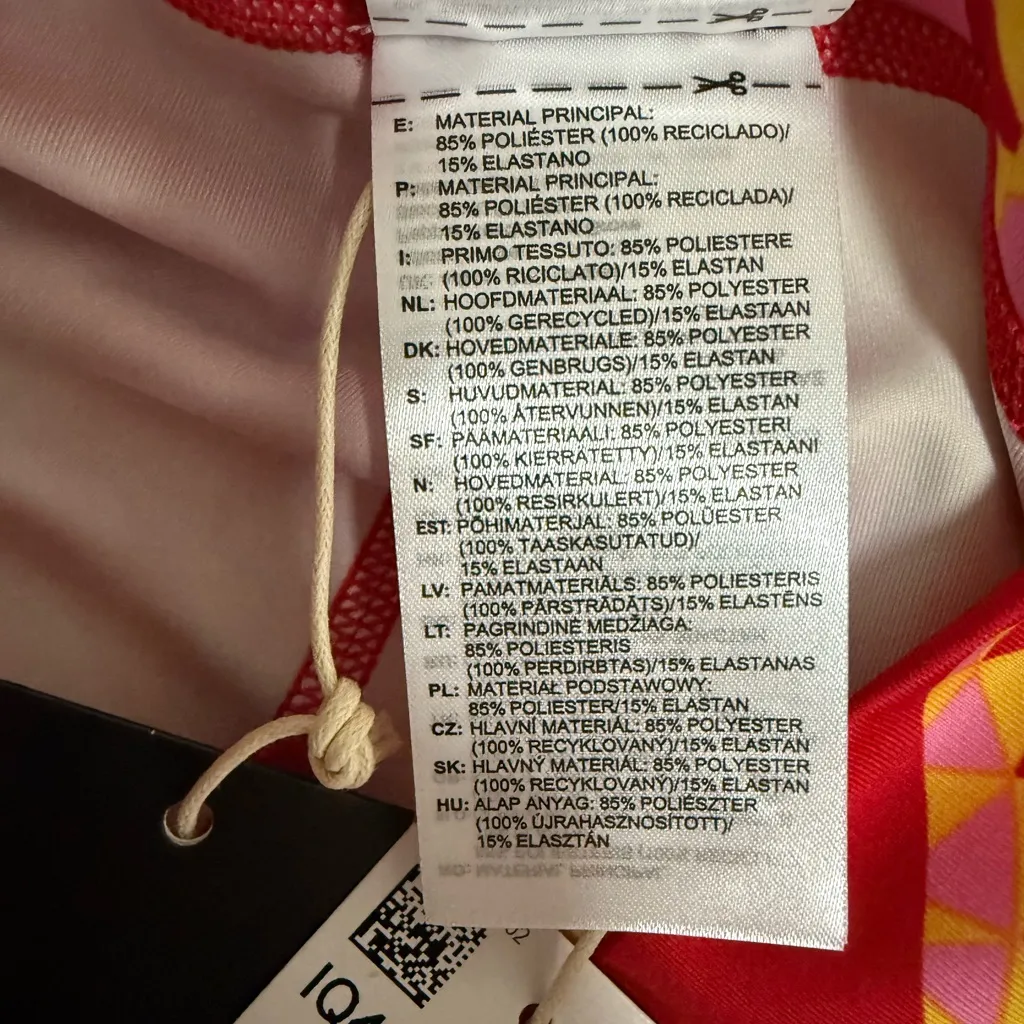 E: MATERIAL PRINCIPAL:
85% POLIÉSTER (100% RECICLADO)/
15% ELASTANO
P: MATERIAL PRINCIPAL:
85% POLIÉSTER (100% RECICLADA)/
15% ELASTANO
I: PRIMO TESSUTO: 85% POLIESTERE
(100% RICICLATO)/15% ELASTAN
NL: HOOFDMATERIAAL: 85% POLYESTER
(100% GERECYCLED)/15% ELASTAAN
DK: HOVEDMATERIALE: 85% POLYESTER
(100% GENBRUGS)/15% ELASTAN
S: HUVUDMATERIAL: 85% POLYESTER
(100% ÅTERVUNNEN)/15% ELASTAN
SF: PÄÄMATERIAALI: 85% POLYESTERI
(100% KIERRÄTETTY)/15% ELASTAANI
N: HOVEDMATERIAL: 85% POLYESTER
(100% RESIRKULERT)/15% ELASTAN
EST: PÕHIMATERJAL: 85% POLÜESTER
(100% TAASKASUTATUD)/
15% ELASTAAN
LV: PAMATMATERIĀLS: 85% POLIESTERIS
(100% PĀRSTRĀDĀTS)/15% ELASTĒNS
LT: PAGRINDINĖ MEDŽIAGA:
85% POLIESTERIS
(100% PERDIRBTAS)/15% ELASTANAS
PL: MATERIAŁ PODSTAWOWY:
85% POLIESTER/15% ELASTAN
CZ: HLAVNÍ MATERIÁL: 85% POLYESTER
(100% RECYKLOVANÝ)/15% ELASTAN
SK: HLAVNÝ MATERIÁL: 85% POLYESTER
(100% RECYKLOVANÝ)/15% ELASTAN
HU: ALAP ANYAG: 85% POLIÉSZTER
(100% ÚJRAHASZNOSÍTOTT)/
15% ELASZTÁN